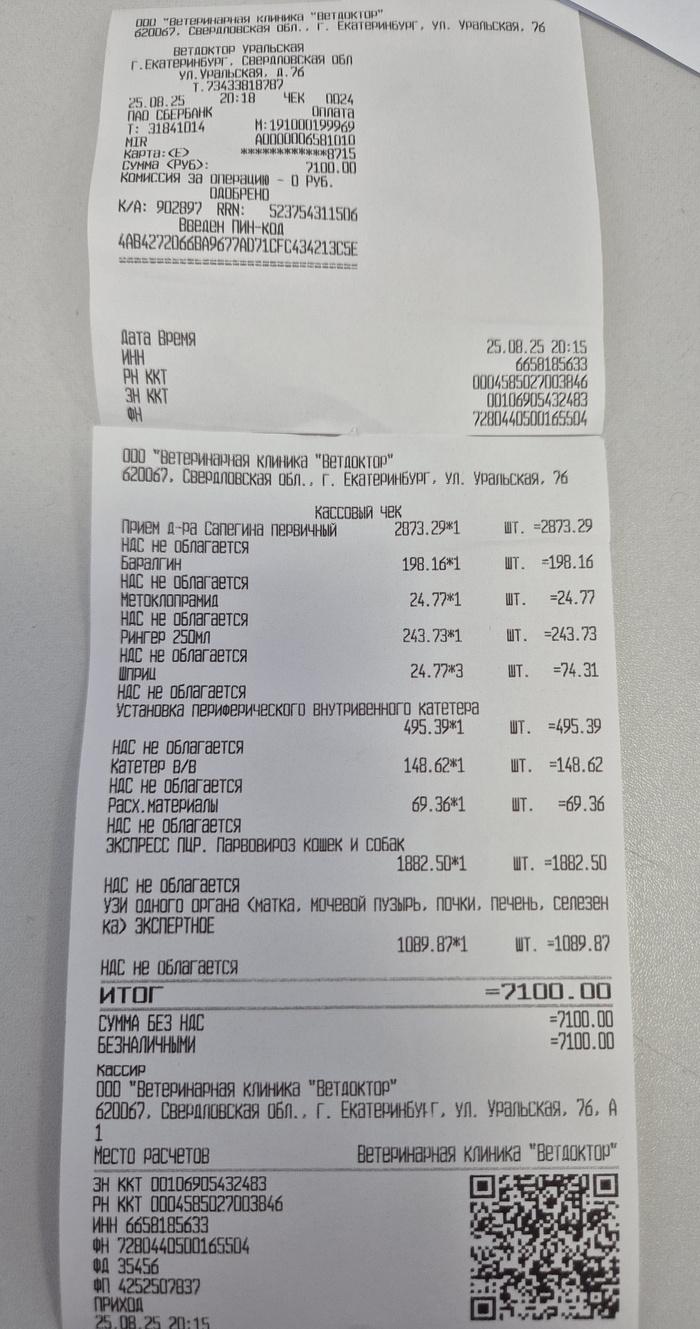 ООО "Ветеринарная клиника "Ветдоктор"
620067, Свердловская обл., г. Екатеринбург, ул. Уральская, 76
Ветдоктор Уральская
г.Екатеринбург, Свердловская обл
ул.Уральская, д.76
Т.73433818787
25.08.25 20:18 ЧЕК 0024
ПАО СБЕРБАНК Оплата
Т: 31841014 М:191000199969
MIR A0000006581010
Карта:(E) ************8715
Сумма (Руб): 7100.00
Комиссия за операцию - 0 Руб.
ОДОБРЕНО
К/А: 902897 RRN: 523754311506
Введен ПИН-код
4AB4272D66BA9677AD71CFC434213C5E
================================
Дата Время 25.08.25 20:15
ИНН 6658185633
РН ККТ 0004585027003846
ЗН ККТ 00106905432483
ФН 7280440500165504
ООО "Ветеринарная клиника "Ветдоктор"
620067, Свердловская обл., г. Екатеринбург, ул. Уральская, 76
Кассовый чек
Прием д-ра Сапегина первичный 2873.29*1 шт. =2873.29
НДС не облагается
Баралгин 198.16*1 шт. =198.16
НДС не облагается
Метоклопрамид 24.77*1 шт. =24.77
НДС не облагается
Рингер 250мл 243.73*1 шт. =243.73
НДС не облагается
Шприц 24.77*3 шт. =74.31
НДС не облагается
Установка периферического внутривенного катетера
495.39*1 шт. =495.39
НДС не облагается
Катетер В/В 148.62*1 шт. =148.62
НДС не облагается
Расх.материалы 69.36*1 шт. =69.36
НДС не облагается
ЭКСПРЕСС ПЦР. Парвовироз кошек и собак
1882.50*1 шт. =1882.50
НДС не облагается
УЗИ одного органа (матка, мочевой пузырь, почки, печень, селезен
ка) ЭКСПЕРТНОЕ
1089.87*1 шт. =1089.87
НДС не облагается
ИТОГ =7100.00
СУММА БЕЗ НДС =7100.00
БЕЗНАЛИЧНЫМИ =7100.00
Кассир
ООО "Ветеринарная клиника "Ветдоктор"
620067, Свердловская обл., г. Екатеринбург, ул. Уральская, 76, А
1
Место расчетов Ветеринарная клиника "Ветдоктор"
ЗН ККТ 00106905432483
РН ККТ 0004585027003846
ИНН 6658185633
ФН 7280440500165504
ФД 35456
ФП 4252507837
ПРИХОД
25.08.25 20:15